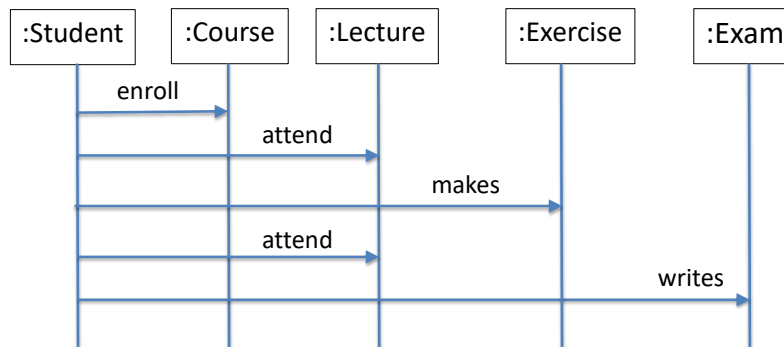 :Student :Course :Lecture :Exercise :Exam
enroll
attend
makes
attend
writes